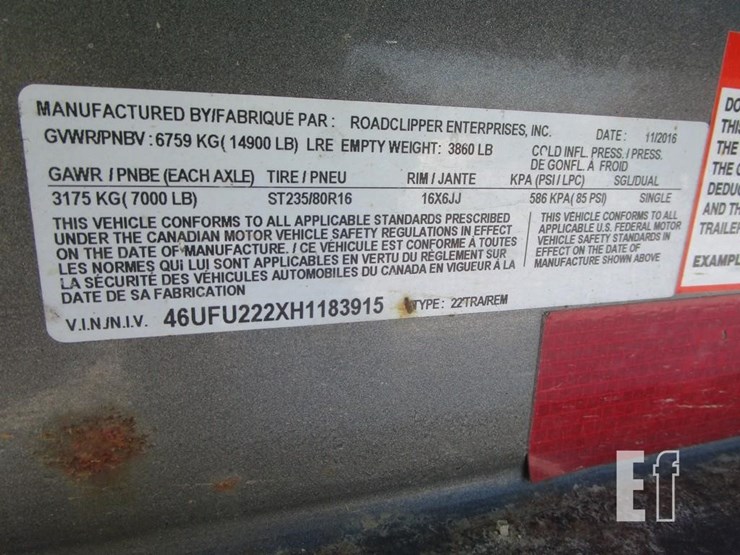 MANUFACTURED BY/FABRIQUÉ PAR : ROADCLIPPER ENTERPRISES, INC. DATE : 11/2016
GVWR/PNBV : 6759 KG( 14900 LB) LRE EMPTY WEIGHT: 3860 LB COLD INFL. PRESS. / PRESS. DE GONFL. À FROID
GAWR / PNBE (EACH AXLE) TIRE / PNEU RIM / JANTE KPA (PSI / LPC) SGL/DUAL
3175 KG( 7000 LB) ST235/80R16 16X6JJ 586 KPA( 85 PSI) SINGLE
THIS VEHICLE CONFORMS TO ALL APPLICABLE STANDARDS PRESCRIBED
UNDER THE CANADIAN MOTOR VEHICLE SAFETY REGULATIONS IN EFFECT
ON THE DATE OF MANUFACTURE. / CE VÉHICULE EST CONFORME À TOUTES
LES NORMES QUI LUI SONT APPLICABLES EN VERTU DU RÈGLEMENT SUR
LA SÉCURITÉ DES VÉHICULES AUTOMOBILES DU CANADA EN VIGUEUR À LA
DATE DE SA FABRICATION
THIS VEHICLE CONFORMS TO ALL
APPLICABLE U.S. FEDERAL MOTOR
VEHICLE SAFETY STANDARDS IN
EFFECT ON THE DATE OF
MANUFACTURE SHOWN ABOVE
V.I.N./N.I.V. 46UFU222XH1183915 TYPE: 22'TRA/REM
THE
THE
AND
TRAILER
Ef